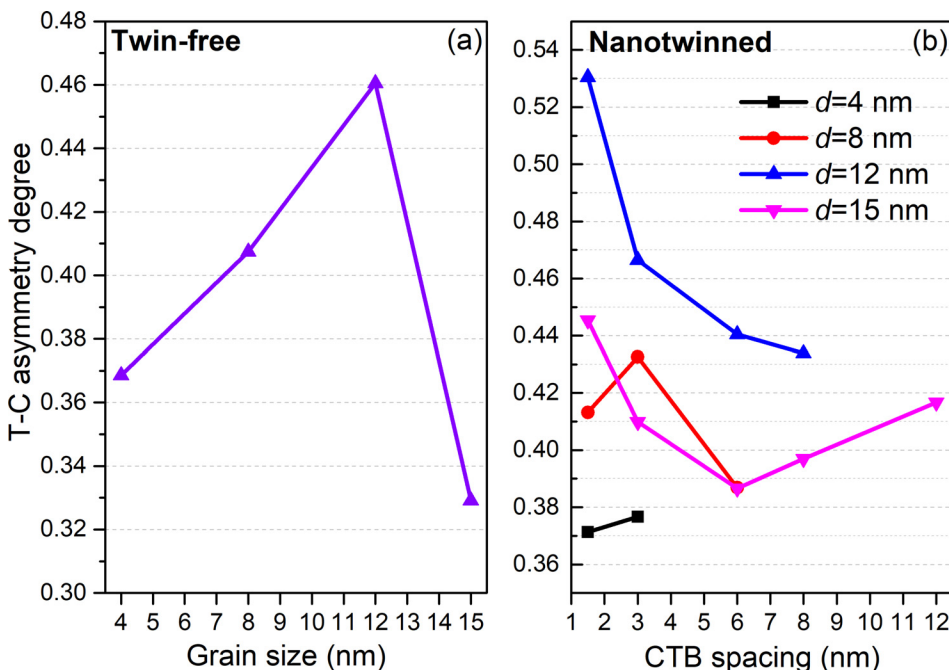 Twin-free
(a)
T-C asymmetry degree
0.48
0.46
0.44
0.42
0.40
0.38
0.36
0.34
0.32
0.30
4 5 6 7 8 9 10 11 12 13 14 15
Grain size (nm)
Nanotwinned
(b)
d=4 nm
d=8 nm
d=12 nm
d=15 nm
0.54
0.52
0.50
0.48
0.46
0.44
0.42
0.40
0.38
0.36
1 2 3 4 5 6 7 8 9 10 11 12
CTB spacing (nm)